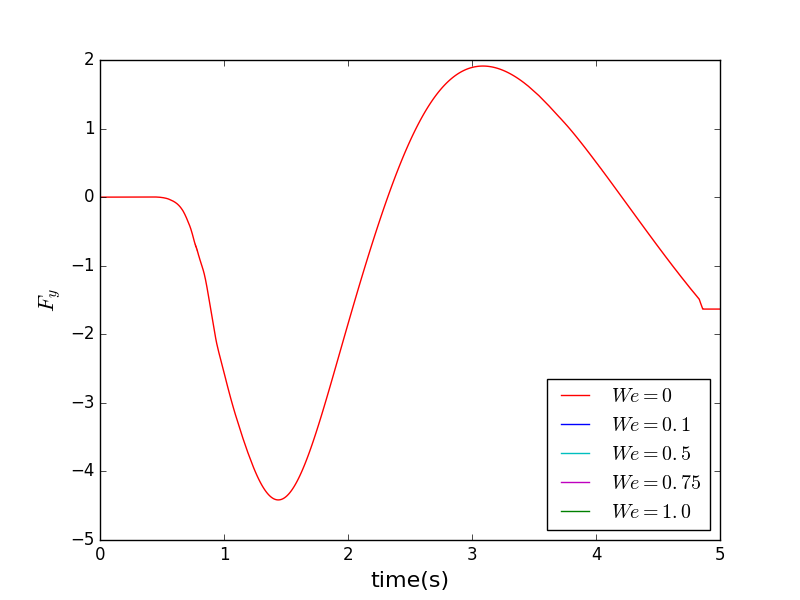 2
1
0
−1
−2
−3
−4
−5
F_y
0 1 2 3 4 5
time(s)
We = 0
We = 0.1
We = 0.5
We = 0.75
We = 1.0